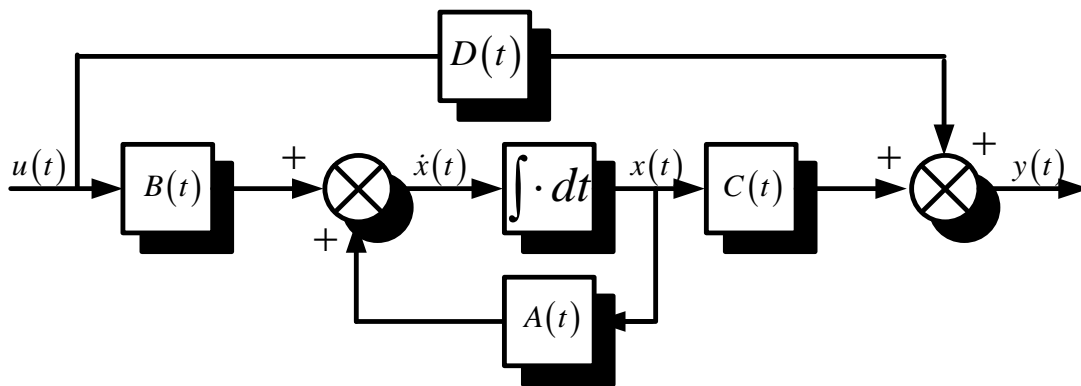 D(t)
u(t)
B(t)
+
+
ẋ(t)
∫ · dt
x(t)
C(t)
+
+
y(t)
A(t)